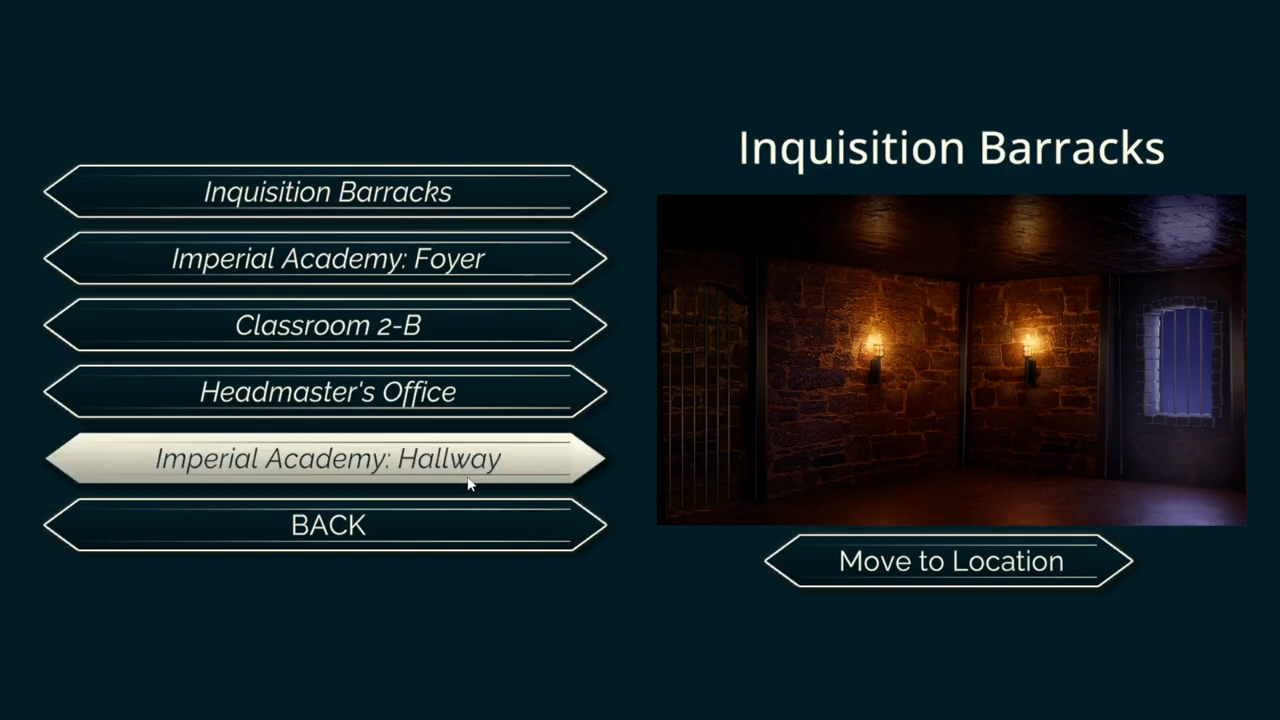 Inquisition Barracks
Imperial Academy: Foyer
Classroom 2-B
Headmaster's Office
Imperial Academy: Hallway
BACK
Inquisition Barracks
Move to Location